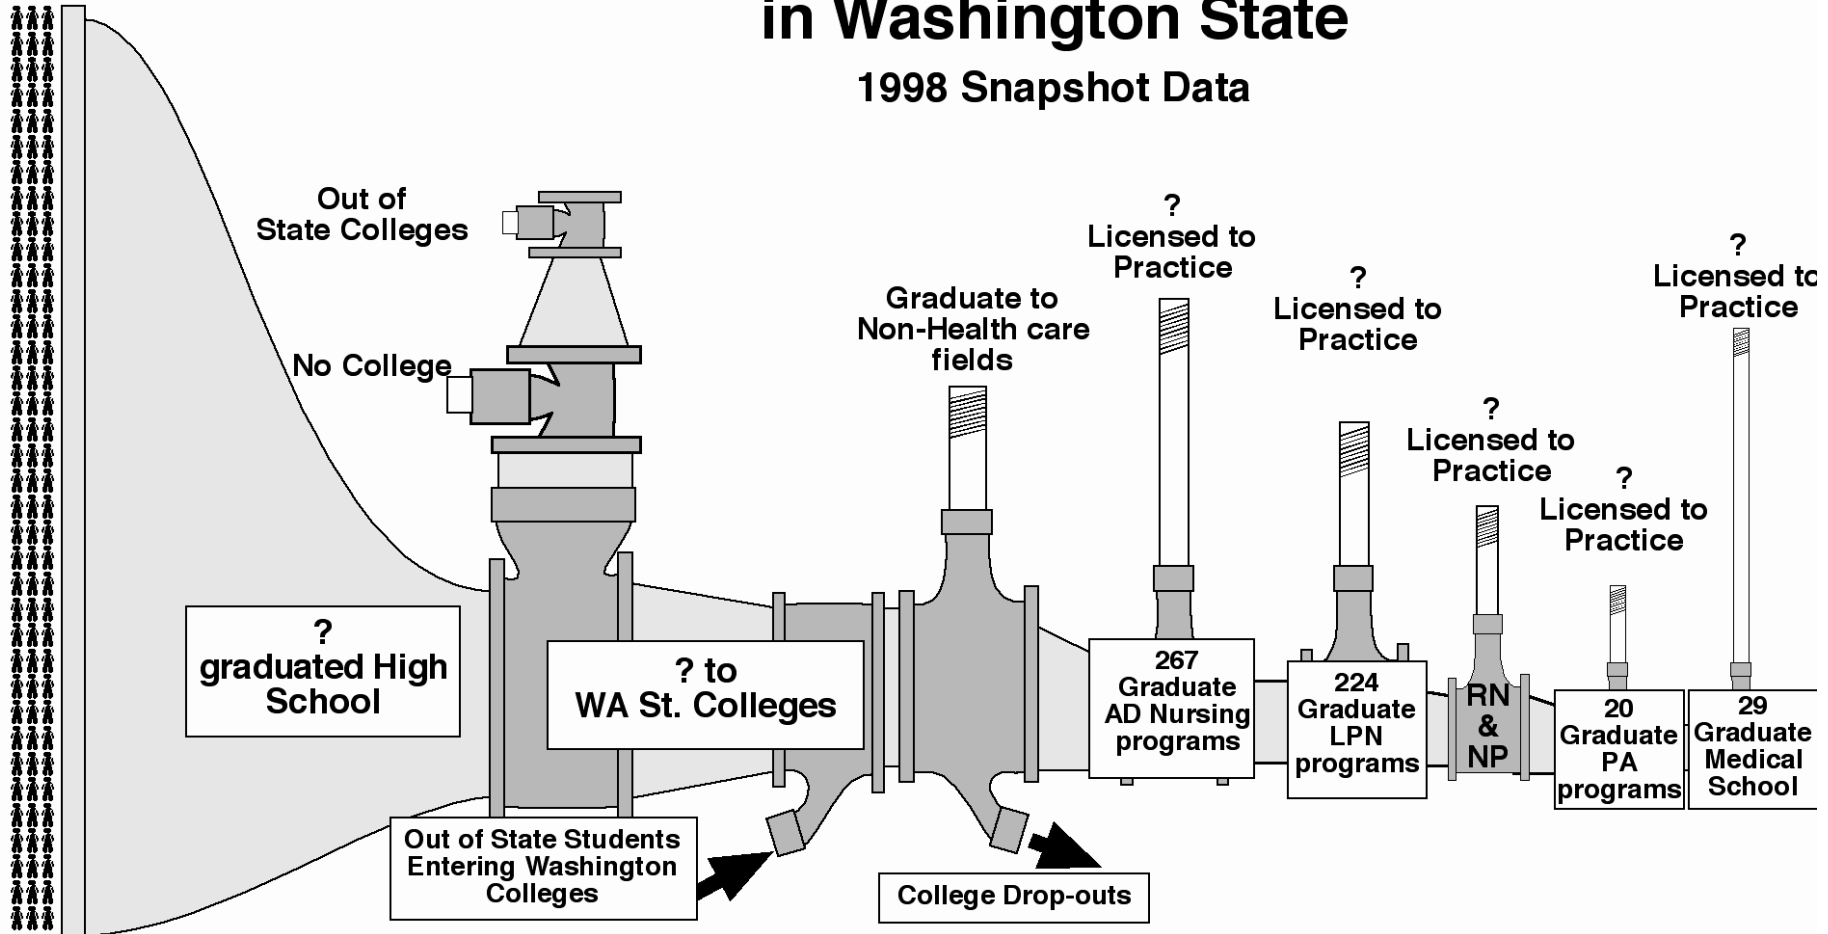 in Washington State
1998 Snapshot Data
Out of
State Colleges
No College
Graduate to
Non-Health care
fields
?
Licensed to
Practice
?
Licensed to
Practice
?
Licensed to
Practice
?
Licensed to
Practice
?
Licensed to
Practice
?
graduated High
School
? to
WA St. Colleges
267
Graduate
AD Nursing
programs
224
Graduate
LPN
programs
RN
&
NP
20
Graduate
PA
programs
29
Graduate
Medical
School
Out of State Students
Entering Washington
Colleges
College Drop-outs